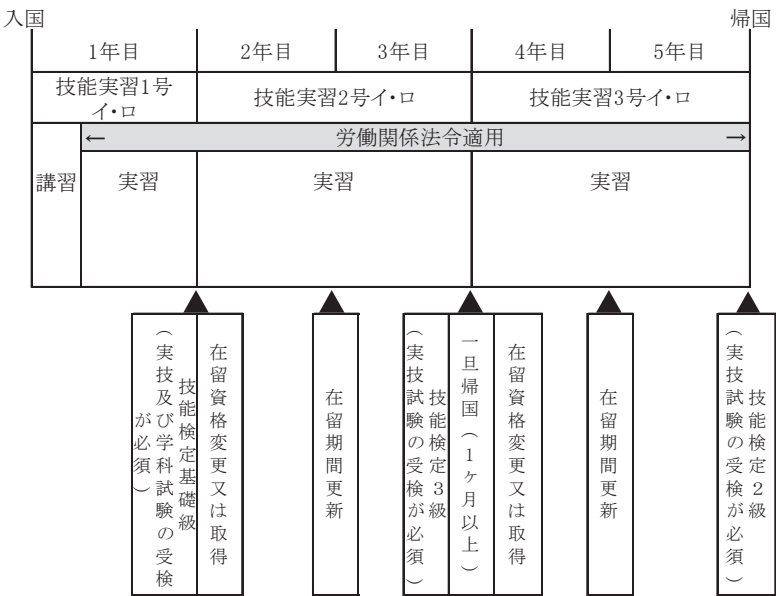 入国
帰国
1年目
2年目
3年目
4年目
5年目
技能実習1号
イ・ロ
技能実習2号イ・ロ
技能実習3号イ・ロ
← 労働関係法令適用 →
講習
実習
実習
実習
技能検定基礎級
(実技及び学科試験の受検
が必須)
在留資格変更又は取得
在留期間更新
技能検定3級
(実技試験の受検が必須)
一旦帰国(1ヶ月以上)
在留資格変更又は取得
在留期間更新
技能検定2級
(実技試験の受検が必須)